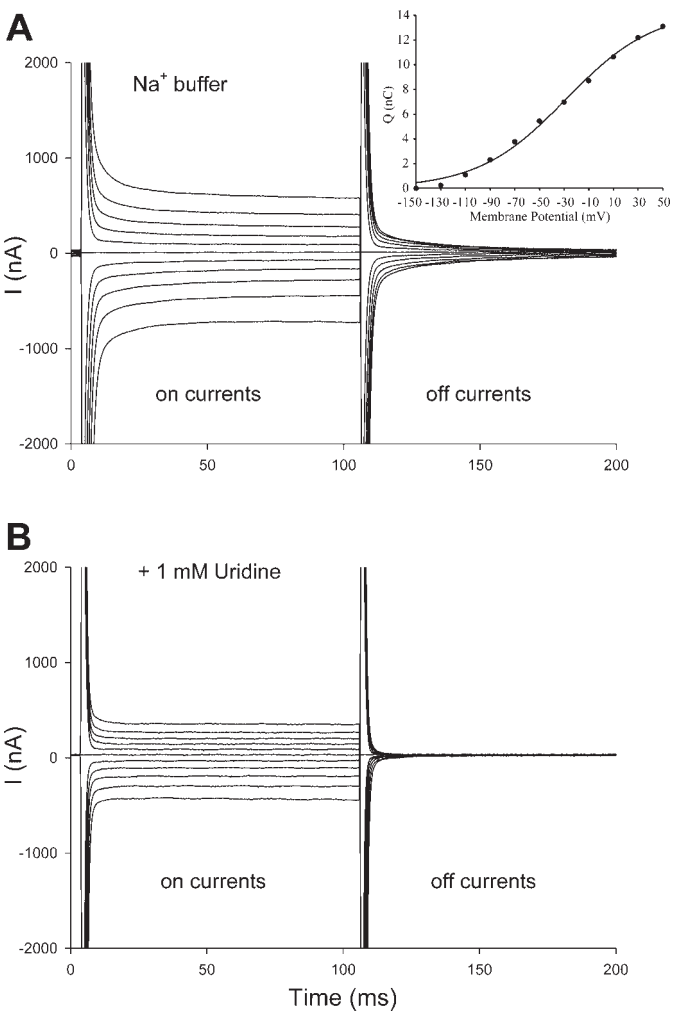 A
Na+ buffer
2000
1000
0
-1000
-2000
I (nA)
on currents
off currents
0 50 100 150 200
14
12
10
8
6
4
2
0
Q (nC)
-150 -130 -110 -90 -70 -50 -30 -10 10 30 50
Membrane Potential (mV)
B
+ 1 mM Uridine
2000
1000
0
-1000
-2000
I (nA)
on currents
off currents
0 50 100 150 200
Time (ms)